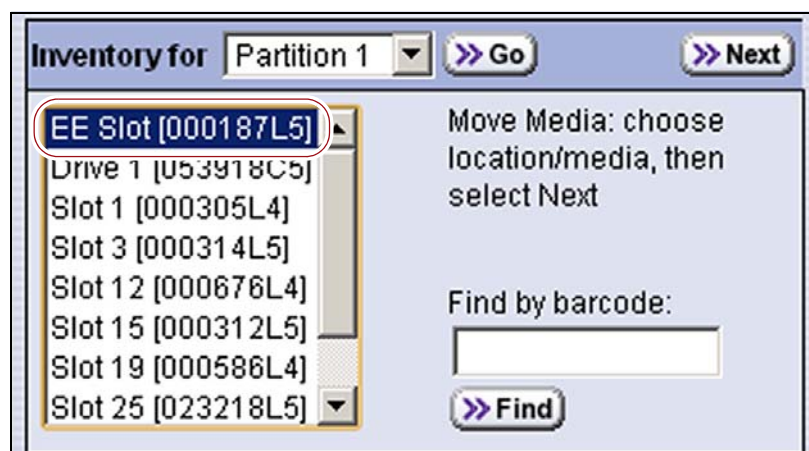 Inventory for Partition 1 >> Go >> Next
EE Slot [000187L5]
Drive 1 [053918C5]
Slot 1 [000305L4]
Slot 3 [000314L5]
Slot 12 [000676L4]
Slot 15 [000312L5]
Slot 19 [000586L4]
Slot 25 [023218L5]
Move Media: choose
location/media, then
select Next
Find by barcode:
>> Find